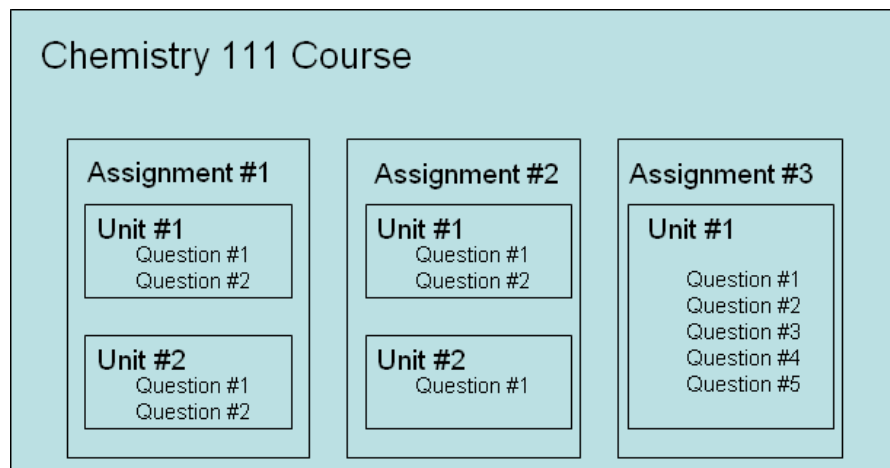 Chemistry 111 Course
Assignment #1
Unit #1
Question #1
Question #2
Unit #2
Question #1
Question #2
Assignment #2
Unit #1
Question #1
Question #2
Unit #2
Question #1
Assignment #3
Unit #1
Question #1
Question #2
Question #3
Question #4
Question #5